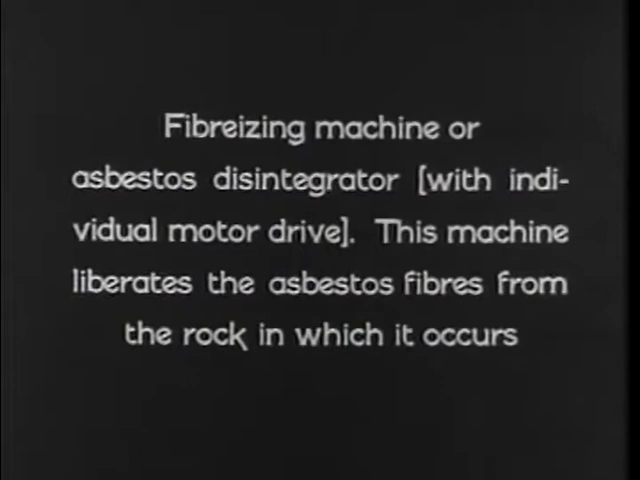 Fibreizing machine or
asbestos disintegrator [with indi-
vidual motor drive]. This machine
liberates the asbestos fibres from
the rock in which it occurs